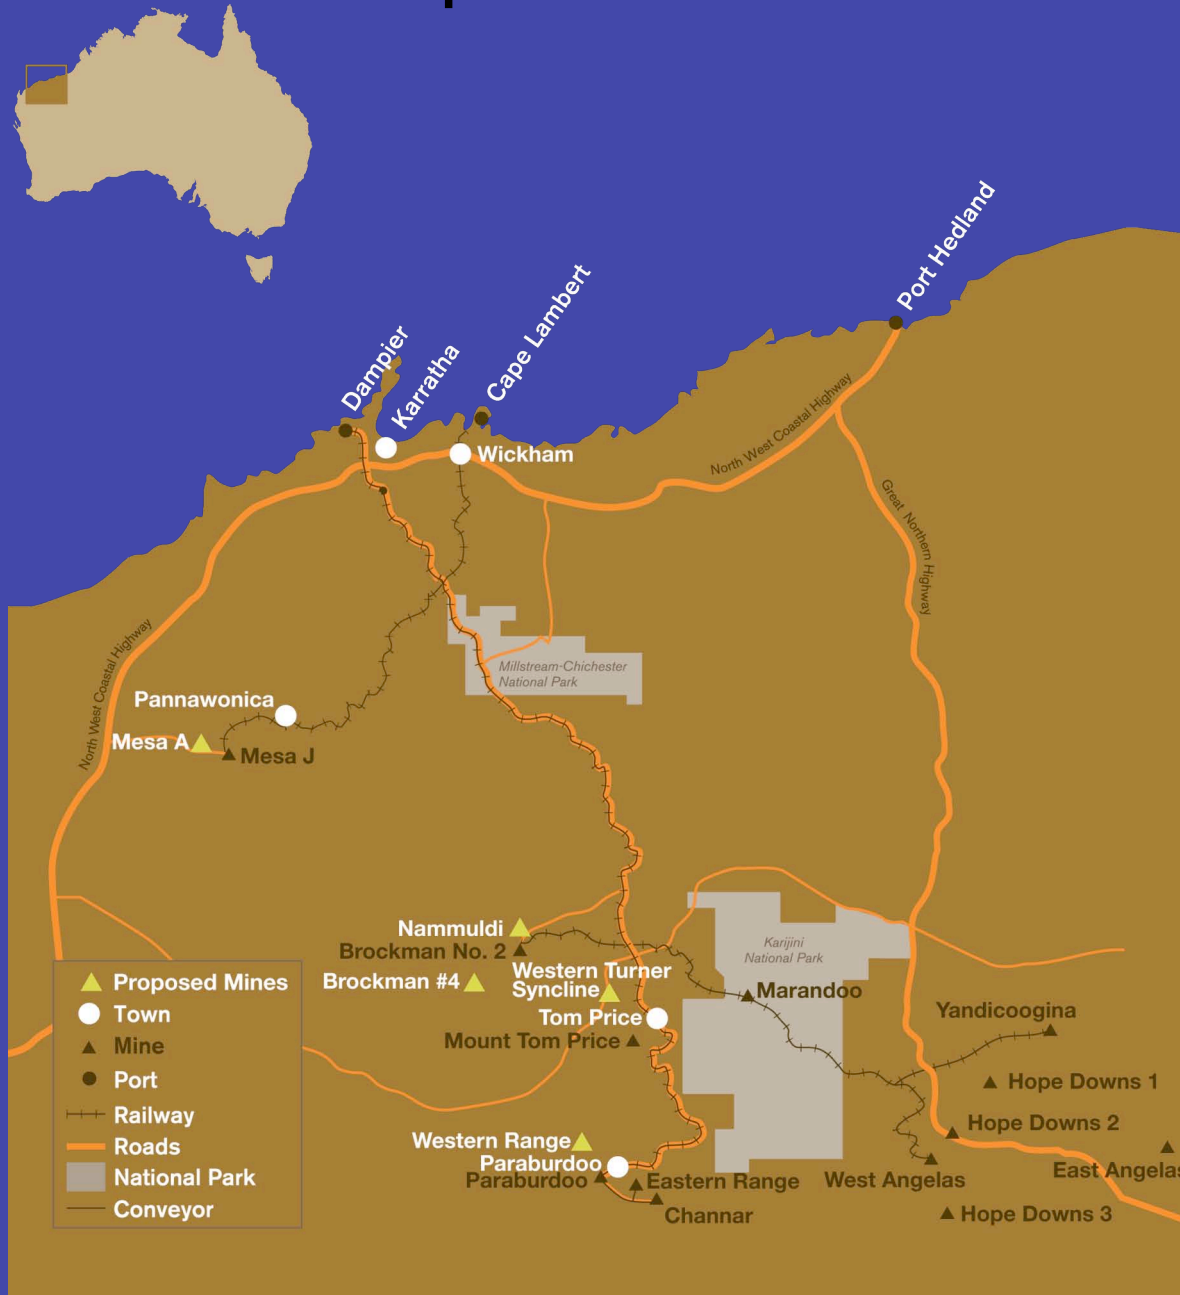 Port Hedland
Cape Lambert
Dampier
Karratha
Wickham
North West Coastal Highway
Great Northern Highway
North West Coastal Highway
Millstream-Chichester
National Park
Pannawonica
Mesa A
Mesa J
Nammuldi
Brockman No. 2
Karijini
National Park
Brockman #4
Western Turner
Syncline
Marandoo
Tom Price
Mount Tom Price
Yandicoogina
Hope Downs 1
Hope Downs 2
Western Range
Paraburdoo
Paraburdoo
Eastern Range
West Angelas
East Angelas
Channar
Hope Downs 3
Proposed Mines
Town
Mine
Port
Railway
Roads
National Park
Conveyor